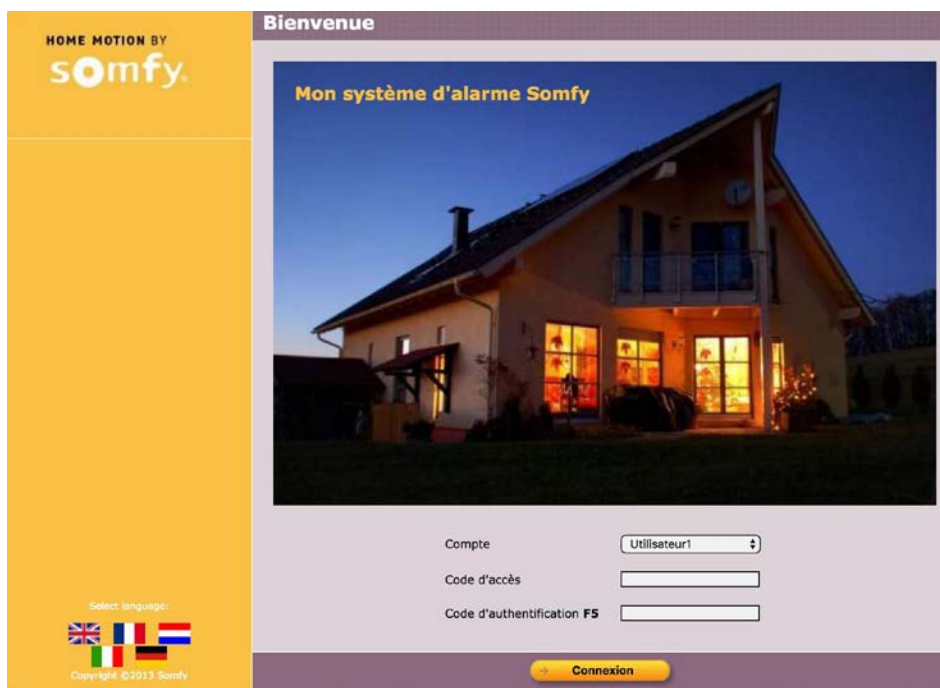 HOME MOTION BY
somfy.
Bienvenue
Mon système d'alarme Somfy
Compte
Utilisateur1
Code d'accès
Code d'authentification F5
Select language:
Copyright ©2013 Somfy
Connexion